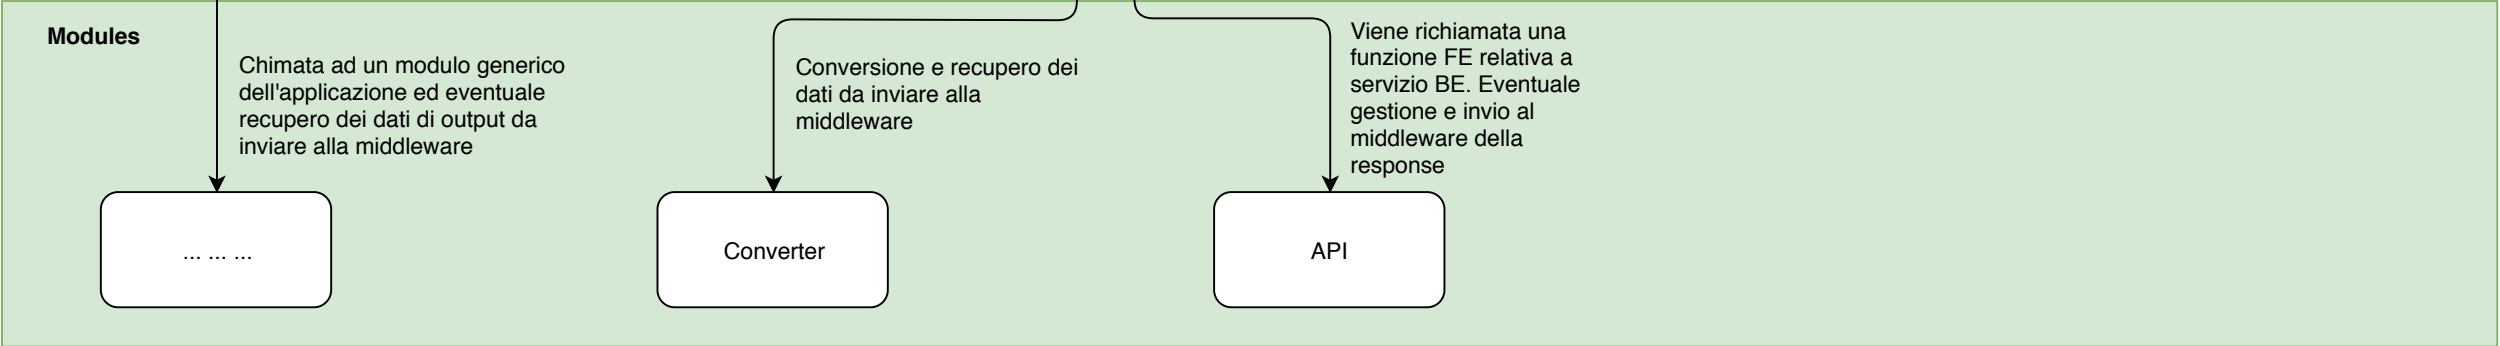 Modules
Chimata ad un modulo generico
dell'applicazione ed eventuale
recupero dei dati di output da
inviare alla middleware
Conversione e recupero dei
dati da inviare alla
middleware
Viene richiamata una
funzione FE relativa a
servizio BE. Eventuale
gestione e invio al
middleware della
response
... ... ...
Converter
API